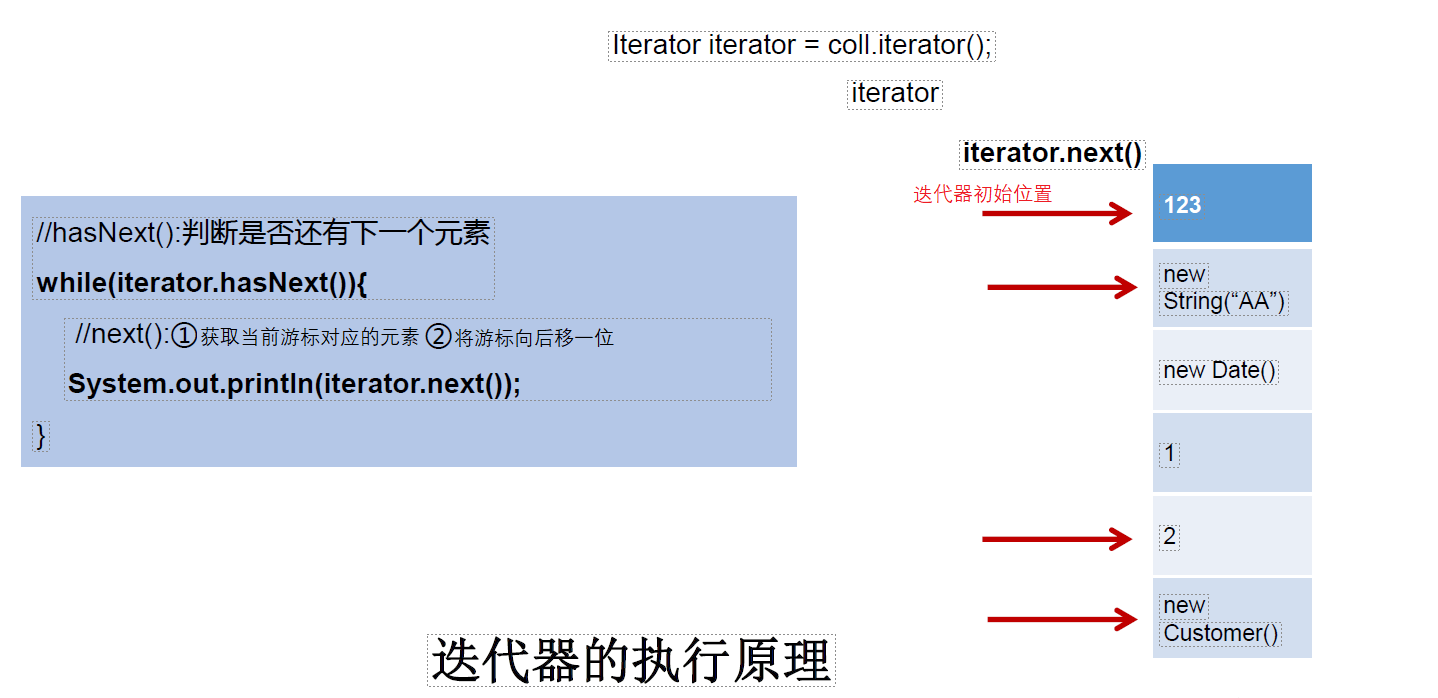 Iterator iterator = coll.iterator();
iterator
iterator.next()
迭代器初始位置
//hasNext():判断是否还有下一个元素
while(iterator.hasNext()){
//next():①获取当前游标对应的元素 ②将游标向后移一位
System.out.println(iterator.next());
}
123
new
String(“AA”)
new Date()
1
2
new
Customer()
迭代器的执行原理